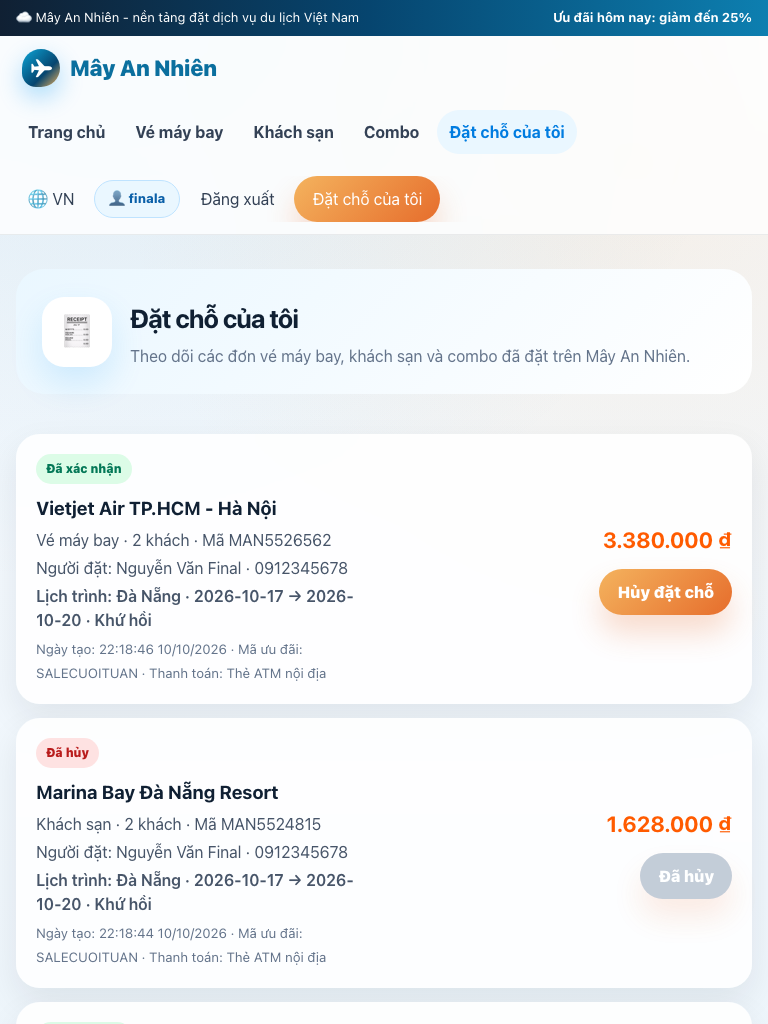 Mây An Nhiên - nền tảng đặt dịch vụ du lịch Việt Nam
Ưu đãi hôm nay: giảm đến 25%
Mây An Nhiên
Trang chủ
Vé máy bay
Khách sạn
Combo
Đặt chỗ của tôi
VN
finala
Đăng xuất
Đặt chỗ của tôi
RECEIPT
Đặt chỗ của tôi
Theo dõi các đơn vé máy bay, khách sạn và combo đã đặt trên Mây An Nhiên.
Đã xác nhận
Vietjet Air TP.HCM - Hà Nội
Vé máy bay · 2 khách · Mã MAN5526562
Người đặt: Nguyễn Văn Final · 0912345678
Lịch trình: Đà Nẵng · 2026-10-17 → 2026-
10-20 · Khứ hồi
Ngày tạo: 22:18:46 10/10/2026 · Mã ưu đãi:
SALECUOITUAN · Thanh toán: Thẻ ATM nội địa
3.380.000 ₫
Hủy đặt chỗ
Đã hủy
Marina Bay Đà Nẵng Resort
Khách sạn · 2 khách · Mã MAN5524815
Người đặt: Nguyễn Văn Final · 0912345678
Lịch trình: Đà Nẵng · 2026-10-17 → 2026-
10-20 · Khứ hồi
Ngày tạo: 22:18:44 10/10/2026 · Mã ưu đãi:
SALECUOITUAN · Thanh toán: Thẻ ATM nội địa
1.628.000 ₫
Đã hủy